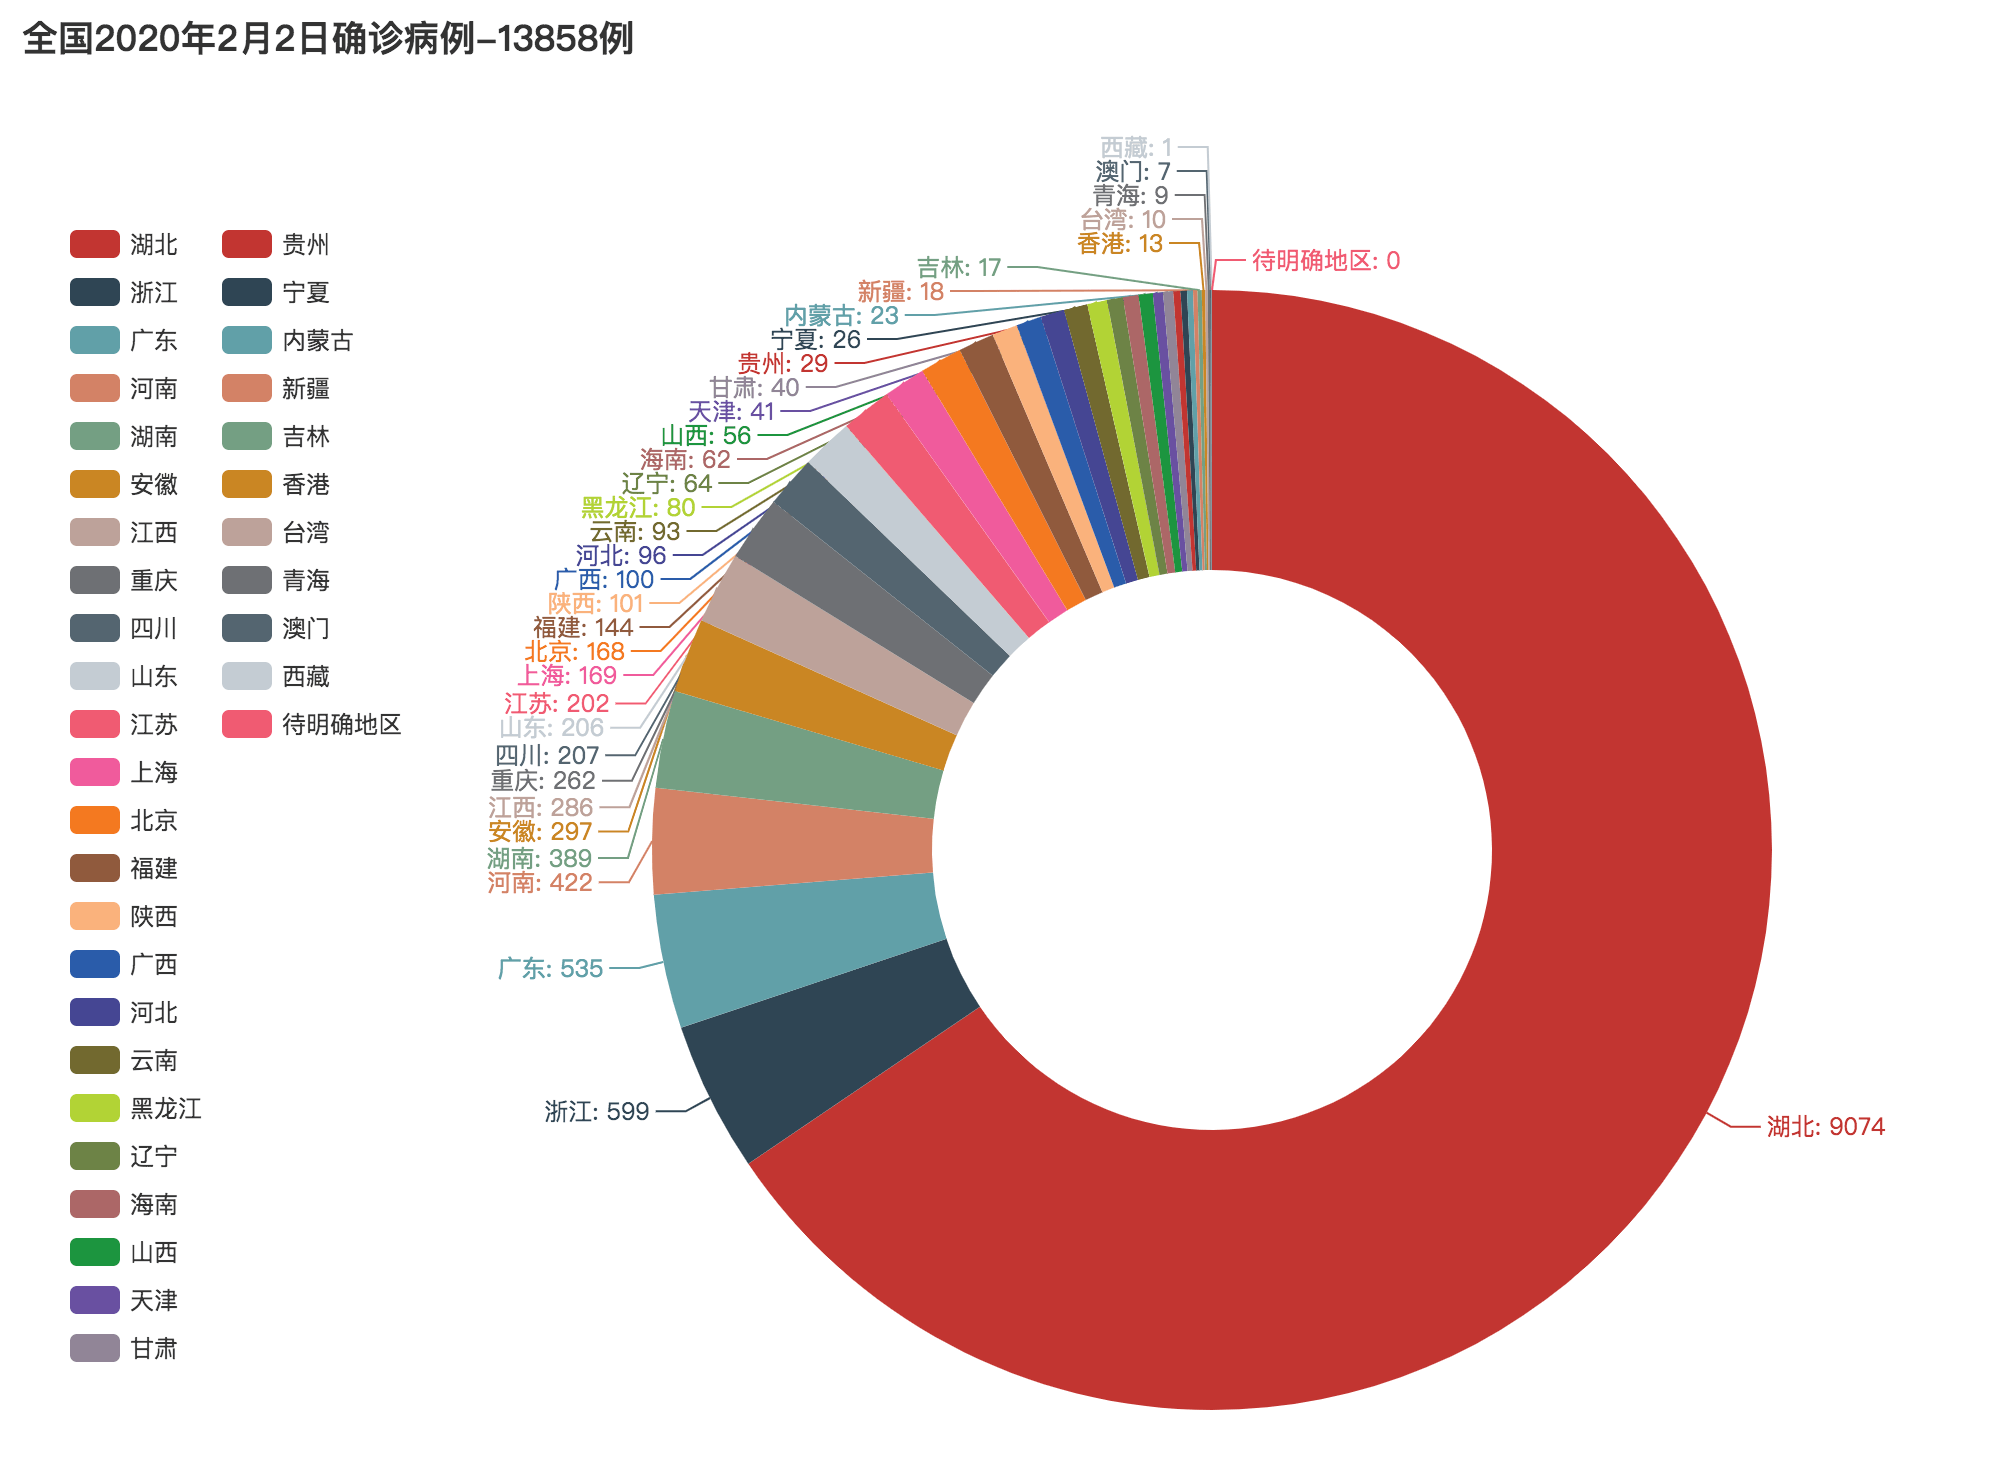 全国2020年2月2日确诊病例-13858例
湖北
浙江
广东
河南
湖南
安徽
江西
重庆
四川
山东
江苏
上海
北京
福建
陕西
广西
河北
云南
黑龙江
辽宁
海南
山西
天津
甘肃
贵州
宁夏
内蒙古
新疆
吉林
香港
台湾
青海
澳门
西藏
待明确地区
西藏: 1
澳门: 7
青海: 9
台湾: 10
香港: 13
待明确地区: 0
吉林: 17
新疆: 18
内蒙古: 23
宁夏: 26
贵州: 29
甘肃: 40
天津: 41
山西: 56
海南: 62
辽宁: 64
黑龙江: 80
云南: 93
河北: 96
广西: 100
陕西: 101
福建: 144
北京: 168
上海: 169
江苏: 202
山东: 206
四川: 207
重庆: 262
江西: 286
安徽: 297
湖南: 389
河南: 422
广东: 535
浙江: 599
湖北: 9074